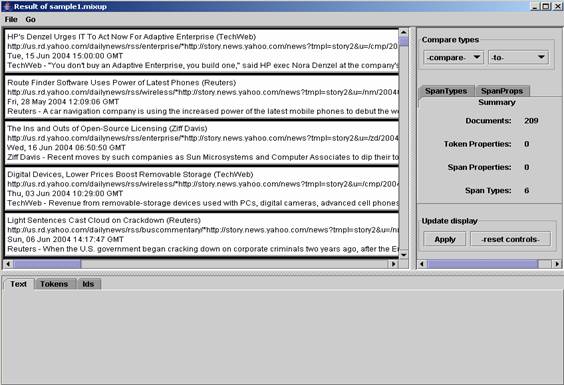 Result of sample1.mixup
File Go
HP's Denzel Urges IT To Act Now For Adaptive Enterprise (TechWeb)
http://us.rd.yahoo.com/dailynews/rss/enterprise/*http://story.news.yahoo.com/news?tmpl=story2&u=/cmp/20
Tue, 15 Jun 2004 15:00:00 GMT
TechWeb - "You don't buy an Adaptive Enterprise, you build one," said HP exec Nora Denzel at the company's
Route Finder Software Uses Power of Latest Phones (Reuters)
http://us.rd.yahoo.com/dailynews/rss/wireless/*http://story.news.yahoo.com/news?tmpl=story2&u=/nm/2004
Fri, 28 May 2004 12:09:06 GMT
Reuters - A car navigation company is using the increased power of the latest mobile phones to debut the
The Ins and Outs of Open-Source Licensing (Ziff Davis)
http://us.rd.yahoo.com/dailynews/rss/enterprise/*http://story.news.yahoo.com/news?tmpl=story2&u=/zd/2004
Wed, 16 Jun 2004 06:50:50 GMT
Ziff Davis - Recent moves by such companies as Sun Microsystems and Computer Associates to dip their to
Digital Devices, Lower Prices Boost Removable Storage (TechWeb)
http://us.rd.yahoo.com/dailynews/rss/personaltech/*http://story.news.yahoo.com/news?tmpl=story2&u=/cmp/2004
Thu, 03 Jun 2004 10:29:00 GMT
TechWeb - Revenue from removable-storage devices used with PCs, digital cameras, advanced cell phones
Light Sentences Cast Cloud on Crackdown (Reuters)
http://us.rd.yahoo.com/dailynews/rss/buscommentary/*http://story.news.yahoo.com/news?tmpl=story2&u=/n
Sun, 06 Jun 2004 14:17:47 GMT
Reuters - When the U.S. government began cracking down on corporate criminals two years ago, after the E
Compare types
-compare- -to-
SpanTypes SpanProps
Summary
Documents: 209
Token Properties: 0
Span Properties: 0
Span Types: 6
Update display
Apply -reset controls-
Text Tokens Ids